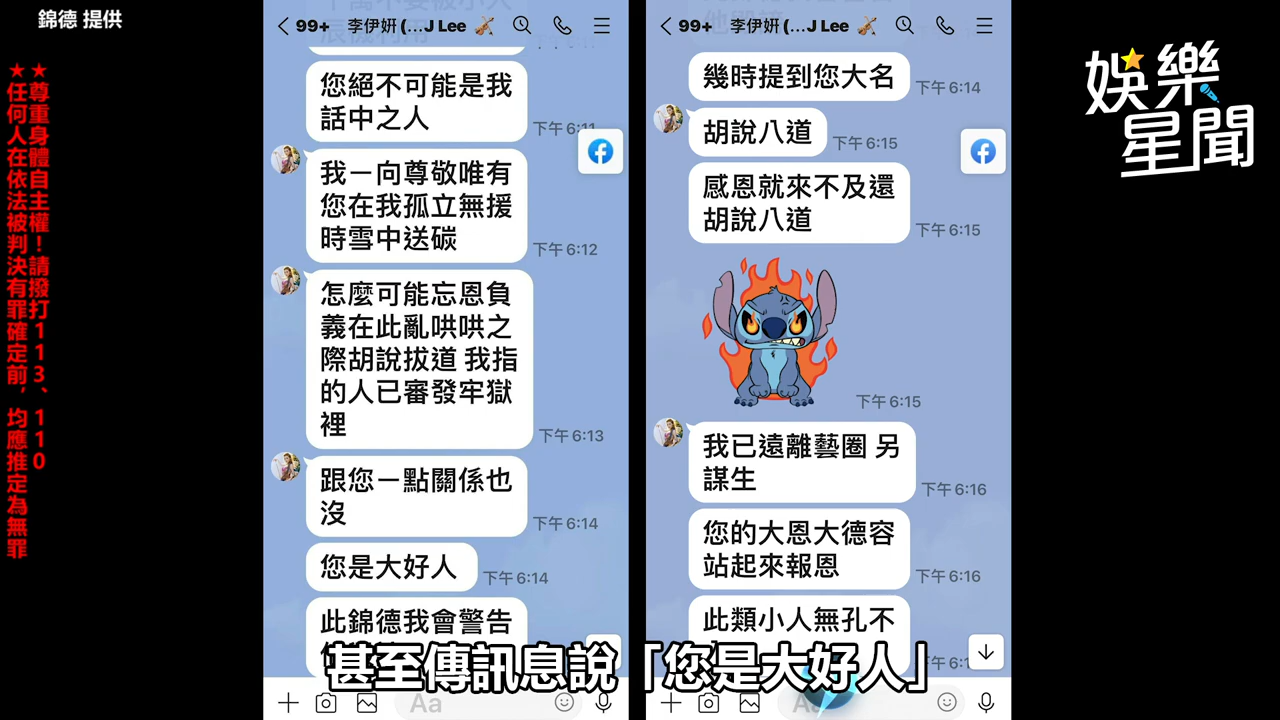 錦德 提供
★尊重身體自主權！請撥打113、110
★任何人在依法被判決有罪確定前，均應推定為無罪
99+ 李伊妍 (...J Lee
您絕不可能是我
話中之人
下午 6:11
我一向尊敬唯有
您在我孤立無援
時雪中送碳
下午 6:12
怎麼可能忘恩負
義在此亂哄哄之
際胡說拔道 我指
的人已審發牢獄
裡
下午 6:13
跟您一點關係也
沒
下午 6:14
您是大好人
下午 6:14
此錦德我會警告
Aa
99+ 李伊妍 (...J Lee
幾時提到您大名
下午 6:14
胡說八道
下午 6:15
感恩就來不及還
胡說八道
下午 6:15
下午 6:15
我已遠離藝圈 另
謀生
下午 6:16
您的大恩大德容
站起來報恩
下午 6:16
此類小人無孔不
Aa
娛樂
星聞
甚至傳訊息說「您是大好人」